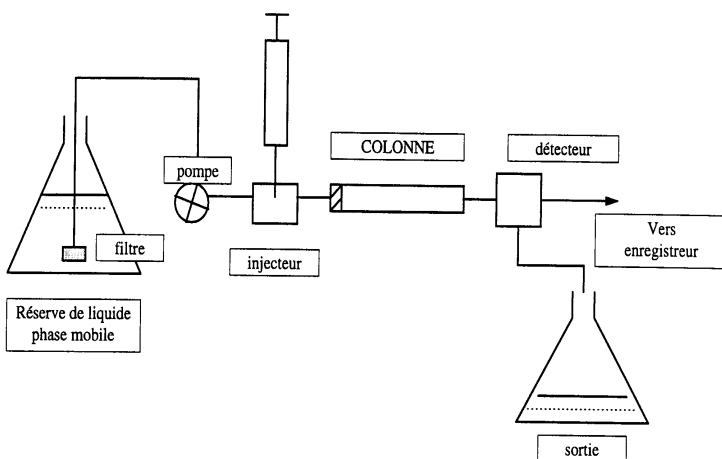 COLONNE
détecteur
pompe
filtre
injecteur
Vers
enregistreur
Réserve de liquide
phase mobile
sortie